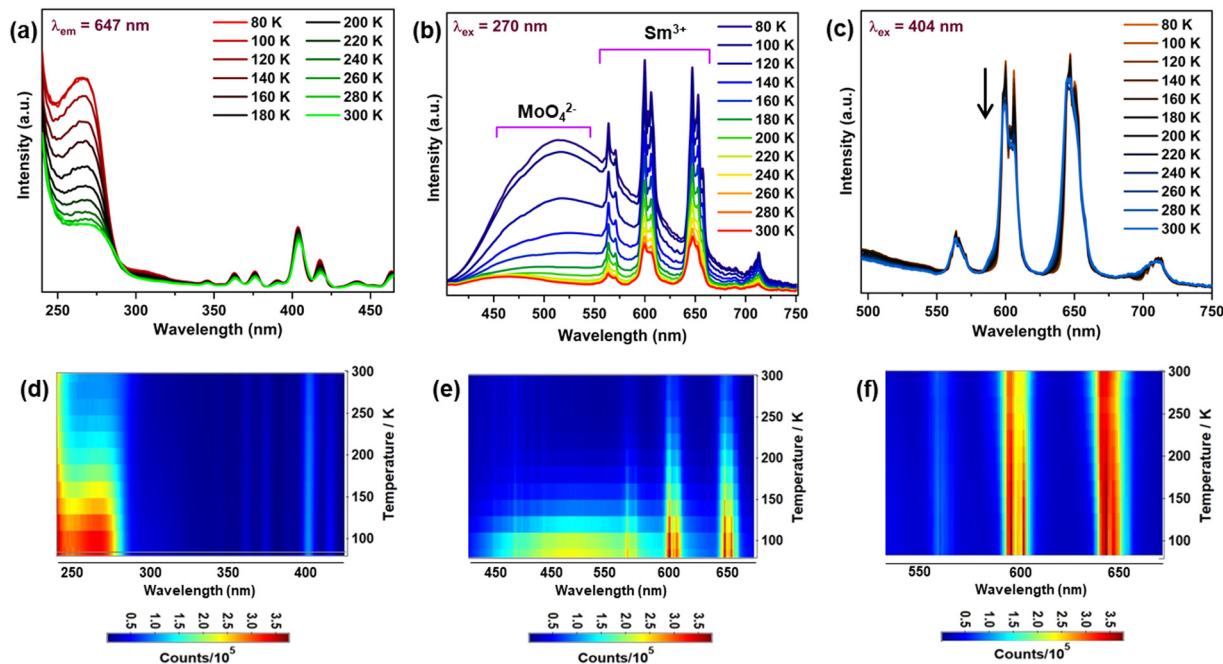 (a)
λem = 647 nm
80 K 200 K
100 K 220 K
120 K 240 K
140 K 260 K
160 K 280 K
180 K 300 K
Intensity (a.u.)
250 300 350 400 450
Wavelength (nm)
(b)
λex = 270 nm
Sm3+
MoO42-
80 K
100 K
120 K
140 K
160 K
180 K
200 K
220 K
240 K
260 K
280 K
300 K
Intensity (a.u.)
450 500 550 600 650 700 750
Wavelength (nm)
(c)
λex = 404 nm
80 K
100 K
120 K
140 K
160 K
180 K
200 K
220 K
240 K
260 K
280 K
300 K
Intensity (a.u.)
500 550 600 650 700 750
Wavelength (nm)
(d)
300
250
200
150
100
Temperature / K
250 300 350 400
Wavelength (nm)
0.5 1.0 1.5 2.0 2.5 3.0 3.5
Counts/10^5
(e)
300
250
200
150
100
Temperature / K
450 450 500 550 600 650
Wavelength (nm)
0.5 1.0 1.5 2.0 2.5 3.0 3.5
Counts/10^5
(f)
300
250
200
150
100
Temperature / K
550 600 650
Wavelength (nm)
0.5 1.0 1.5 2.0 2.5 3.0 3.5
Counts/10^5